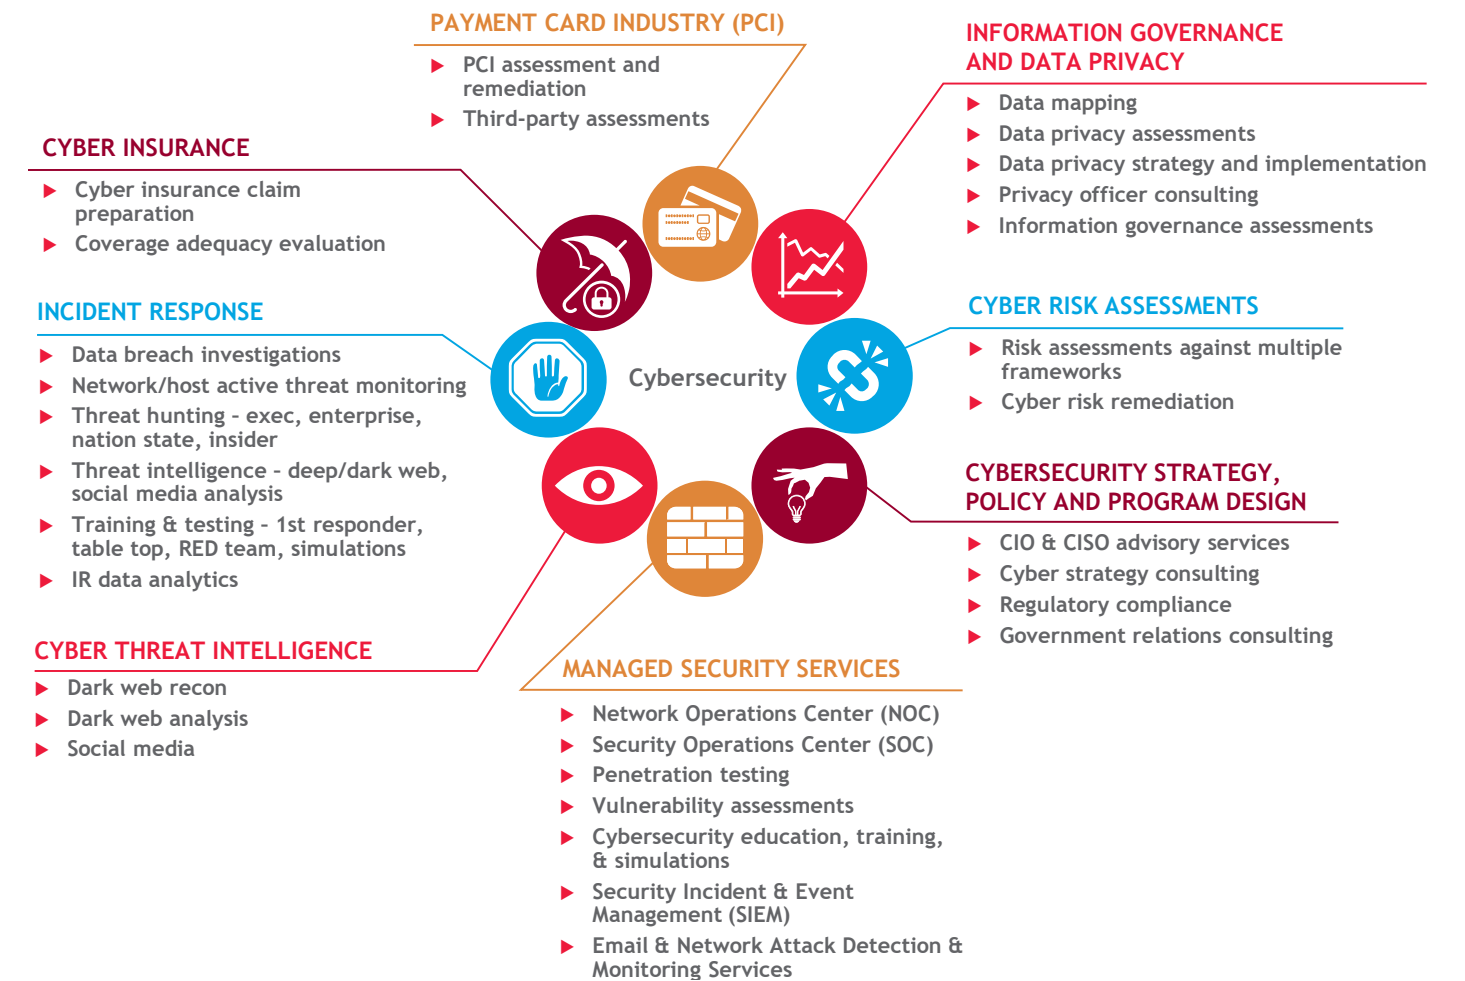 PAYMENT CARD INDUSTRY (PCI)
PCI assessment and
remediation
Third-party assessments
INFORMATION GOVERNANCE
AND DATA PRIVACY
Data mapping
Data privacy assessments
Data privacy strategy and implementation
Privacy officer consulting
Information governance assessments
CYBER INSURANCE
Cyber insurance claim
preparation
Coverage adequacy evaluation
INCIDENT RESPONSE
Data breach investigations
Network/host active threat monitoring
Threat hunting – exec, enterprise,
nation state, insider
Threat intelligence – deep/dark web,
social media analysis
Training & testing – 1st responder,
table top, RED team, simulations
IR data analytics
Cybersecurity
CYBER RISK ASSESSMENTS
Risk assessments against multiple
frameworks
Cyber risk remediation
CYBERSECURITY STRATEGY,
POLICY AND PROGRAM DESIGN
CIO & CISO advisory services
Cyber strategy consulting
Regulatory compliance
Government relations consulting
CYBER THREAT INTELLIGENCE
Dark web recon
Dark web analysis
Social media
MANAGED SECURITY SERVICES
Network Operations Center (NOC)
Security Operations Center (SOC)
Penetration testing
Vulnerability assessments
Cybersecurity education, training,
& simulations
Security Incident & Event
Management (SIEM)
Email & Network Attack Detection &
Monitoring Services